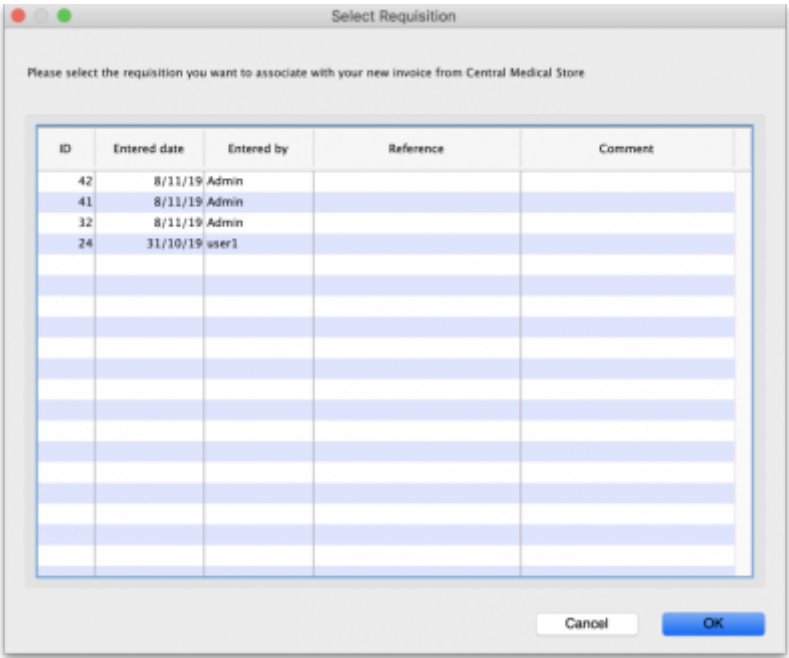 Select Requisition
Please select the requisition you want to associate with your new invoice from Central Medical Store
ID Entered date Entered by Reference Comment
42 8/11/19 Admin
41 8/11/19 Admin
32 8/11/19 Admin
24 31/10/19 user1
Cancel OK